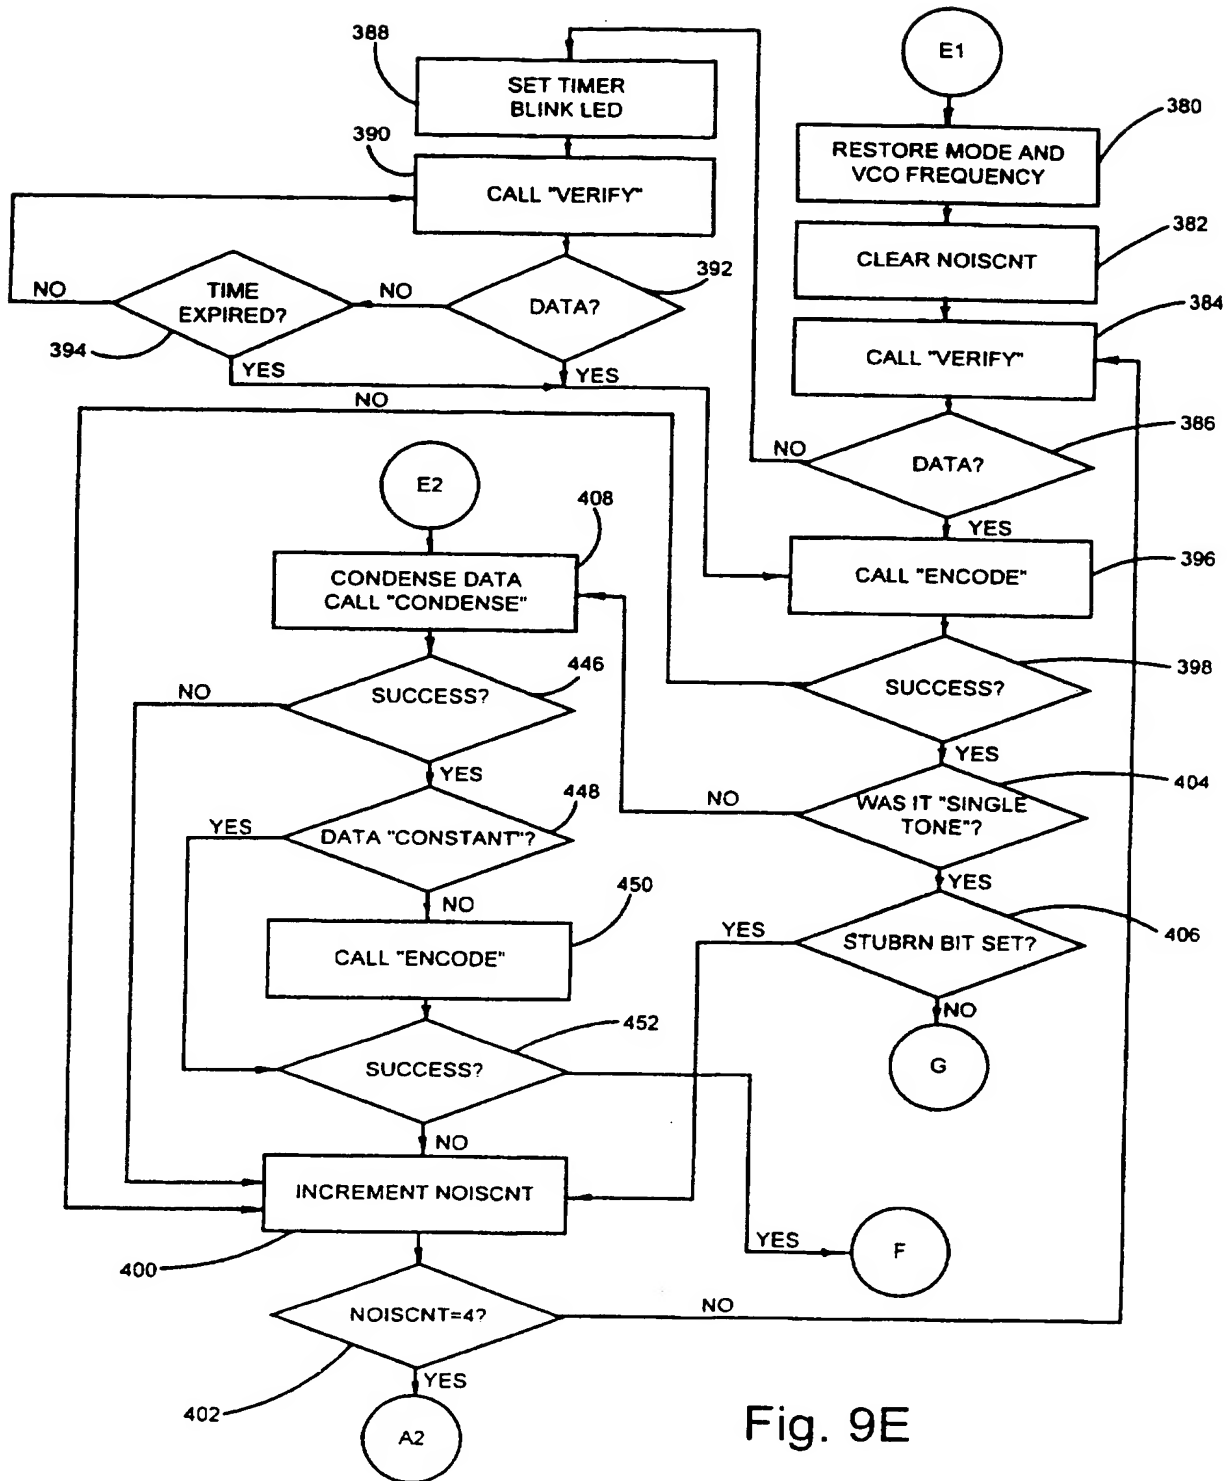 388
SET TIMER
BLINK LED
E1
380
RESTORE MODE AND
VCO FREQUENCY
390
CALL "VERIFY"
382
CLEAR NOISCNT
392
DATA?
NO
TIME
EXPIRED?
NO
394
YES
YES
384
CALL "VERIFY"
NO
386
DATA?
NO
YES
E2
408
CONDENSE DATA
CALL "CONDENSE"
396
CALL "ENCODE"
446
SUCCESS?
NO
YES
398
SUCCESS?
YES
404
WAS IT "SINGLE
TONE"?
NO
YES
448
DATA "CONSTANT"?
YES
NO
450
CALL "ENCODE"
406
STUBRN BIT SET?
YES
NO
G
452
SUCCESS?
NO
INCREMENT NOISCNT
400
YES
F
NOISCNT=4?
NO
402
YES
A2
Fig. 9E